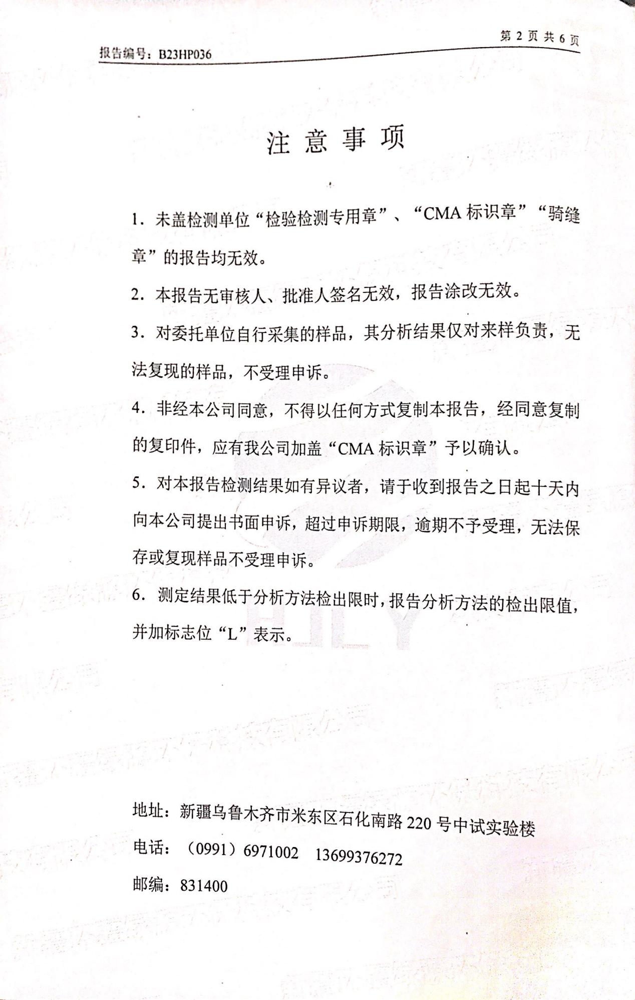 第 2 页 共 6 页
报告编号：B23HP036
注意事项
1．未盖检测单位“检验检测专用章”、“CMA 标识章”“骑缝
章”的报告均无效。
2．本报告无审核人、批准人签名无效，报告涂改无效。
3．对委托单位自行采集的样品，其分析结果仅对来样负责，无
法复现的样品，不受理申诉。
4．非经本公司同意，不得以任何方式复制本报告，经同意复制
的复印件，应有我公司加盖“CMA 标识章”予以确认。
5．对本报告检测结果如有异议者，请于收到报告之日起十天内
向本公司提出书面申诉，超过申诉期限，逾期不予受理，无法保
存或复现样品不受理申诉。
6．测定结果低于分析方法检出限时，报告分析方法的检出限值，
并加标志位“L”表示。
HJLY
地址：新疆乌鲁木齐市米东区石化南路 220 号中试实验楼
电话：（0991）6971002 13699376272
邮编：831400